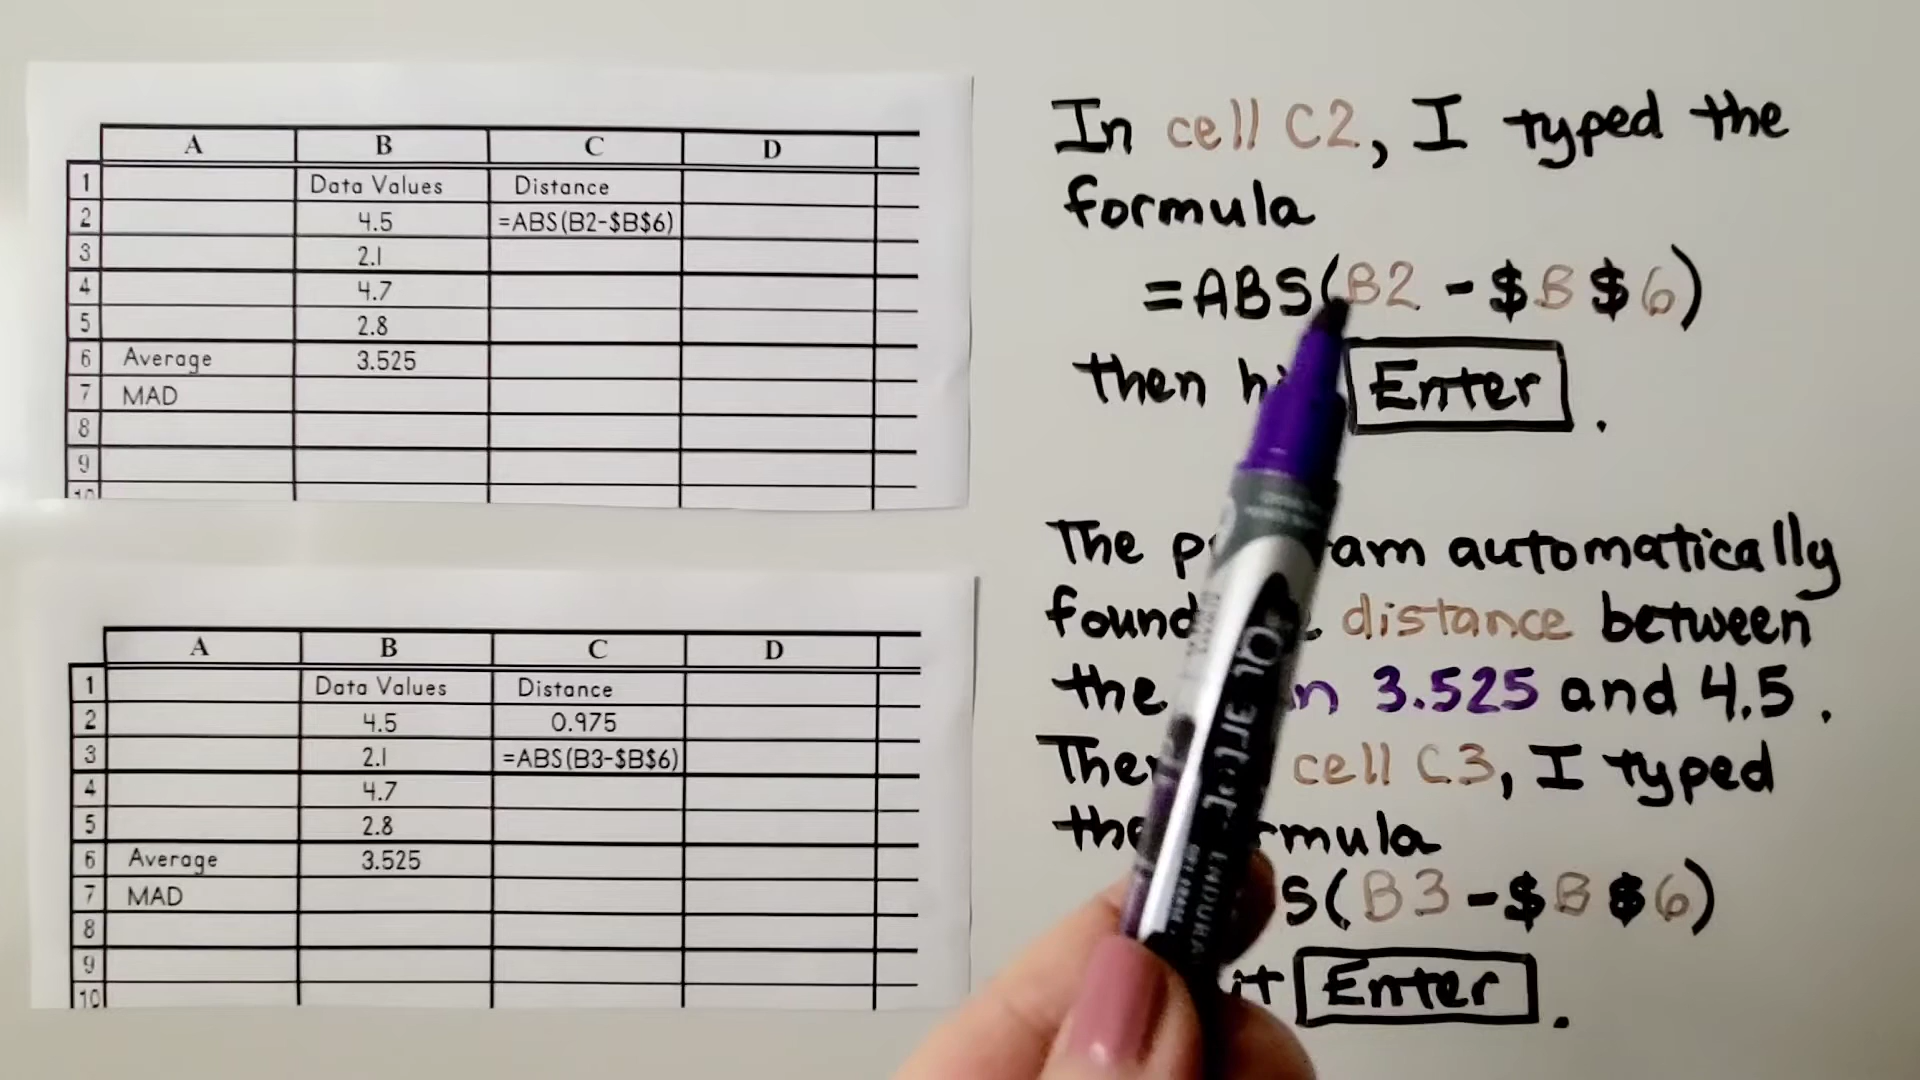 A B C D
1 Data Values Distance
2 4.5 =ABS(B2-$B$6)
3 2.1
4 4.7
5 2.8
6 Average 3.525
7 MAD
8
9
10
A B C D
1 Data Values Distance
2 4.5 0.975
3 2.1 =ABS(B3-$B$6)
4 4.7
5 2.8
6 Average 3.525
7 MAD
8
9
10
In cell C2, I typed the
formula
=ABS(B2-$B$6)
then Enter.
The automatically
found distance between
the 3.525 and 4.5.
cell C3, I typed
the
S(B3-$B$6)
Enter.